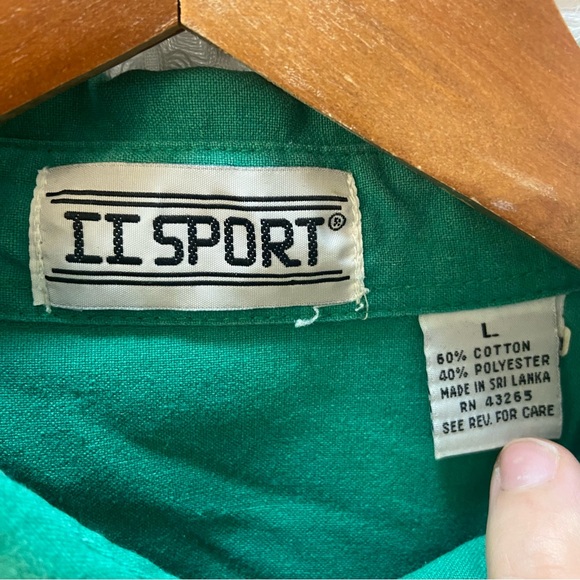 II SPORT®
L
60% COTTON
40% POLYESTER
MADE IN SRI LANKA
RN 43265
SEE REV. FOR CARE